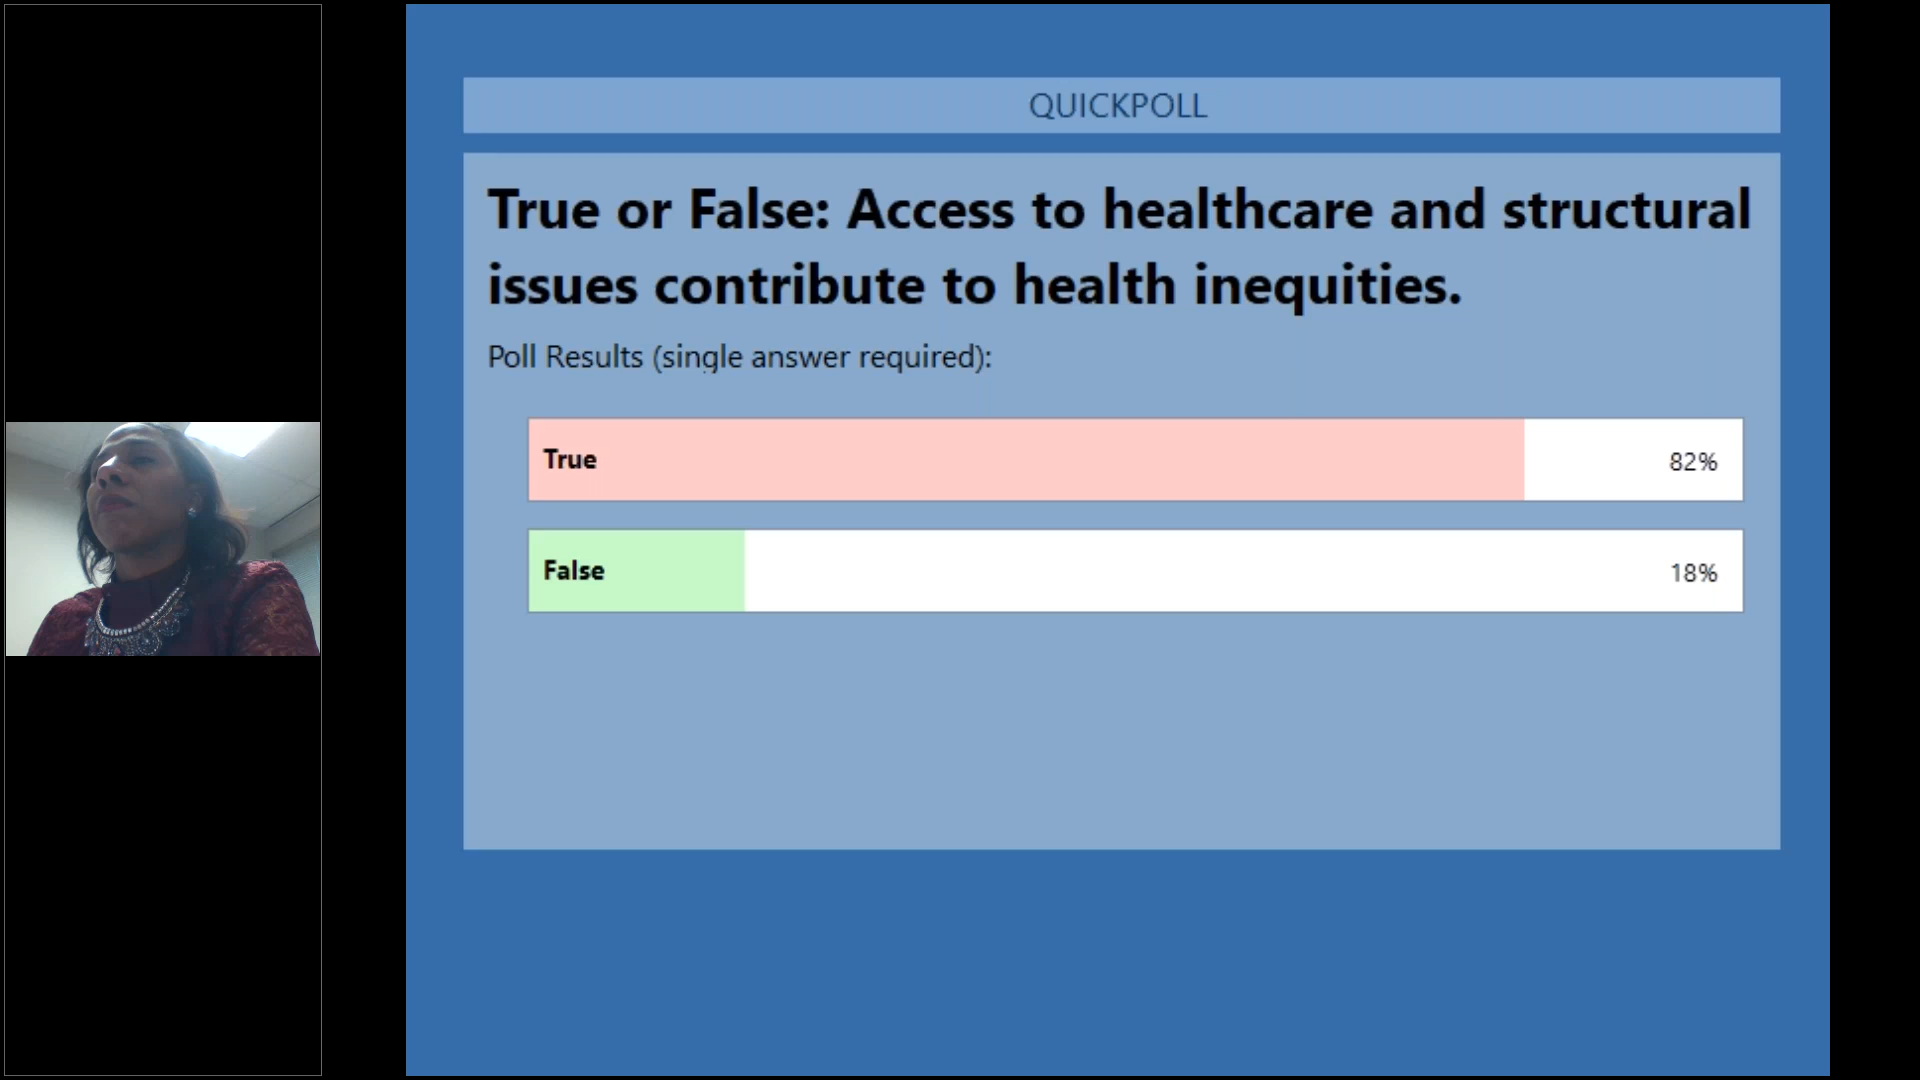 QUICKPOLL
True or False: Access to healthcare and structural
issues contribute to health inequities.
Poll Results (single answer required):
True 82%
False 18%